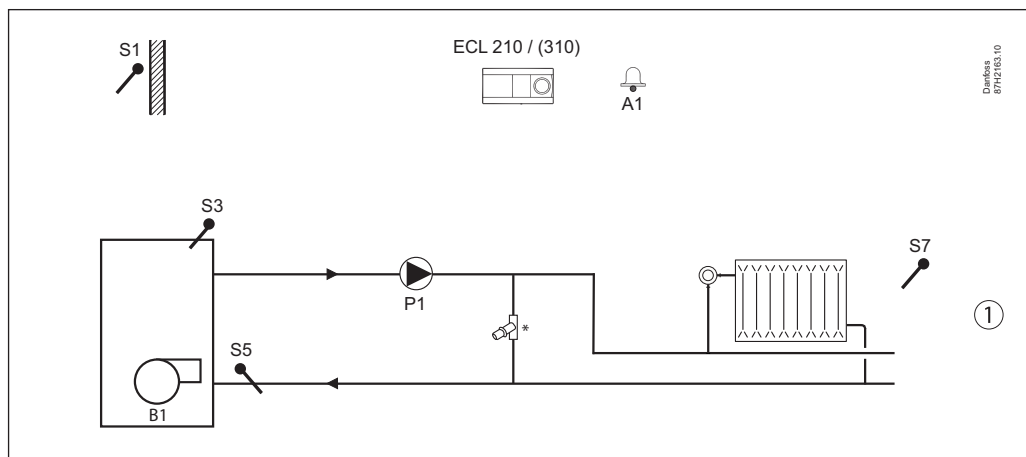 S1
ECL 210 / (310)
A1
Danfoss
87H2163.10
S3
S7
P1
*
1
S5
B1